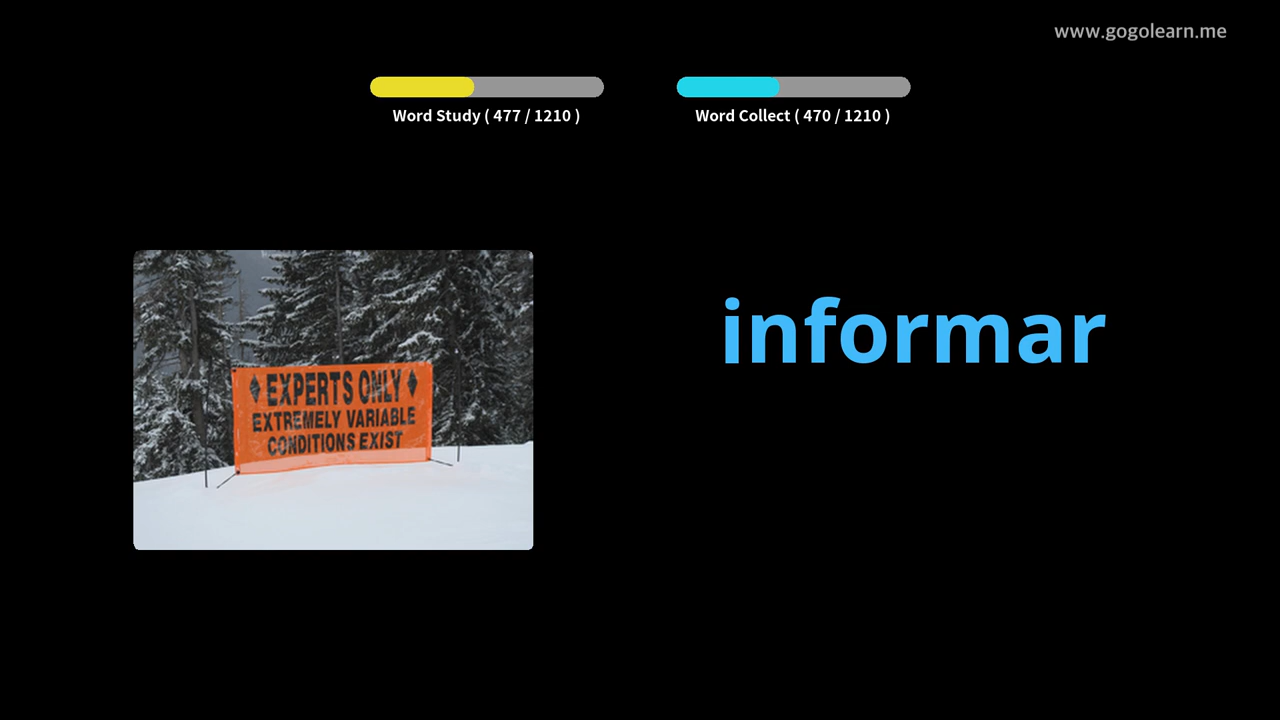 www.gogolearn.me
Word Study ( 477 / 1210 )
Word Collect ( 470 / 1210 )
EXPERTS ONLY
EXTREMELY VARIABLE
CONDITIONS EXIST
informar